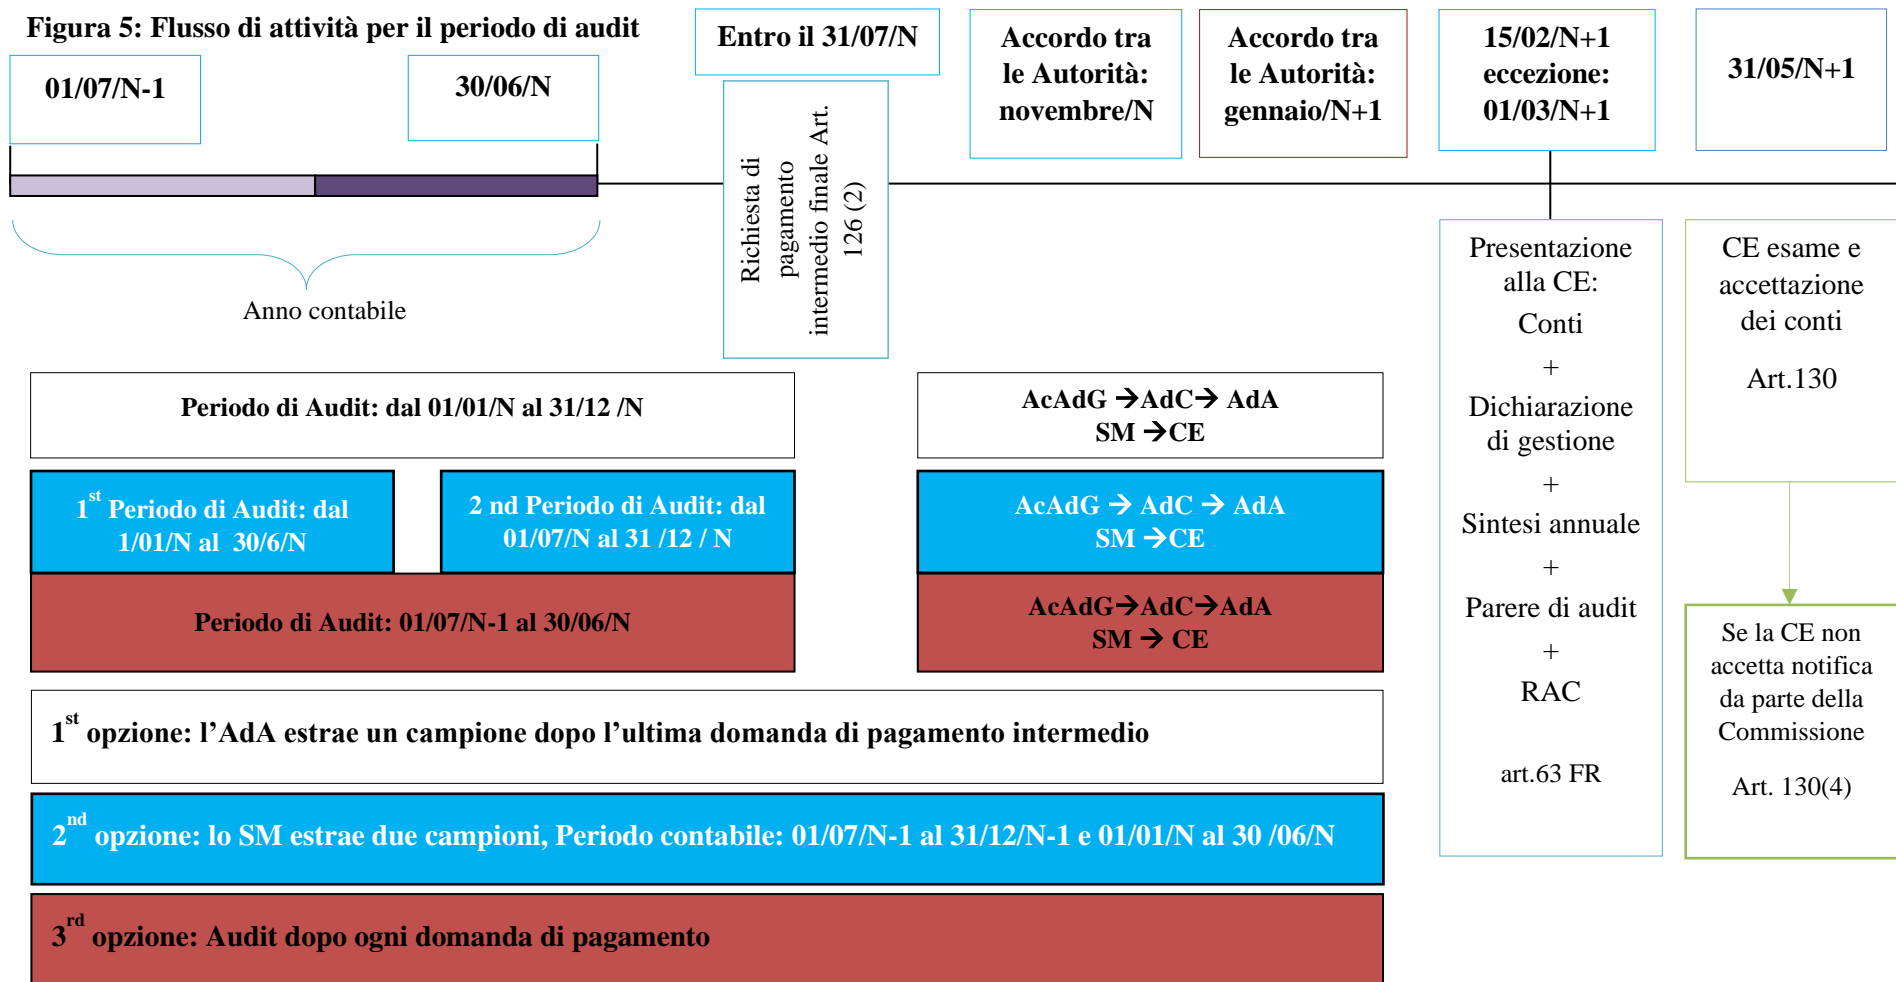 Figura 5: Flusso di attività per il periodo di audit
01/07/N-1
30/06/N
Entro il 31/07/N
Accordo tra
le Autorità:
novembre/N
Accordo tra
le Autorità:
gennaio/N+1
15/02/N+1
eccezione:
01/03/N+1
31/05/N+1
Richiesta di
pagamento
intermedio finale Art.
126 (2)
Anno contabile
Presentazione
alla CE:
Conti
+
Dichiarazione
di gestione
+
Sintesi annuale
+
Parere di audit
+
RAC
art.63 FR
CE esame e
accettazione
dei conti
Art.130
Se la CE non
accetta notifica
da parte della
Commissione
Art. 130(4)
Periodo di Audit: dal 01/01/N al 31/12 /N
AcAdG →AdC→ AdA
SM →CE
1st Periodo di Audit: dal
1/01/N al 30/6/N
2 nd Periodo di Audit: dal
01/07/N al 31 /12 / N
AcAdG → AdC → AdA
SM →CE
Periodo di Audit: 01/07/N-1 al 30/06/N
AcAdG→AdC→AdA
SM → CE
1st opzione: l’AdA estrae un campione dopo l’ultima domanda di pagamento intermedio
2nd opzione: lo SM estrae due campioni, Periodo contabile: 01/07/N-1 al 31/12/N-1 e 01/01/N al 30 /06/N
3rd opzione: Audit dopo ogni domanda di pagamento